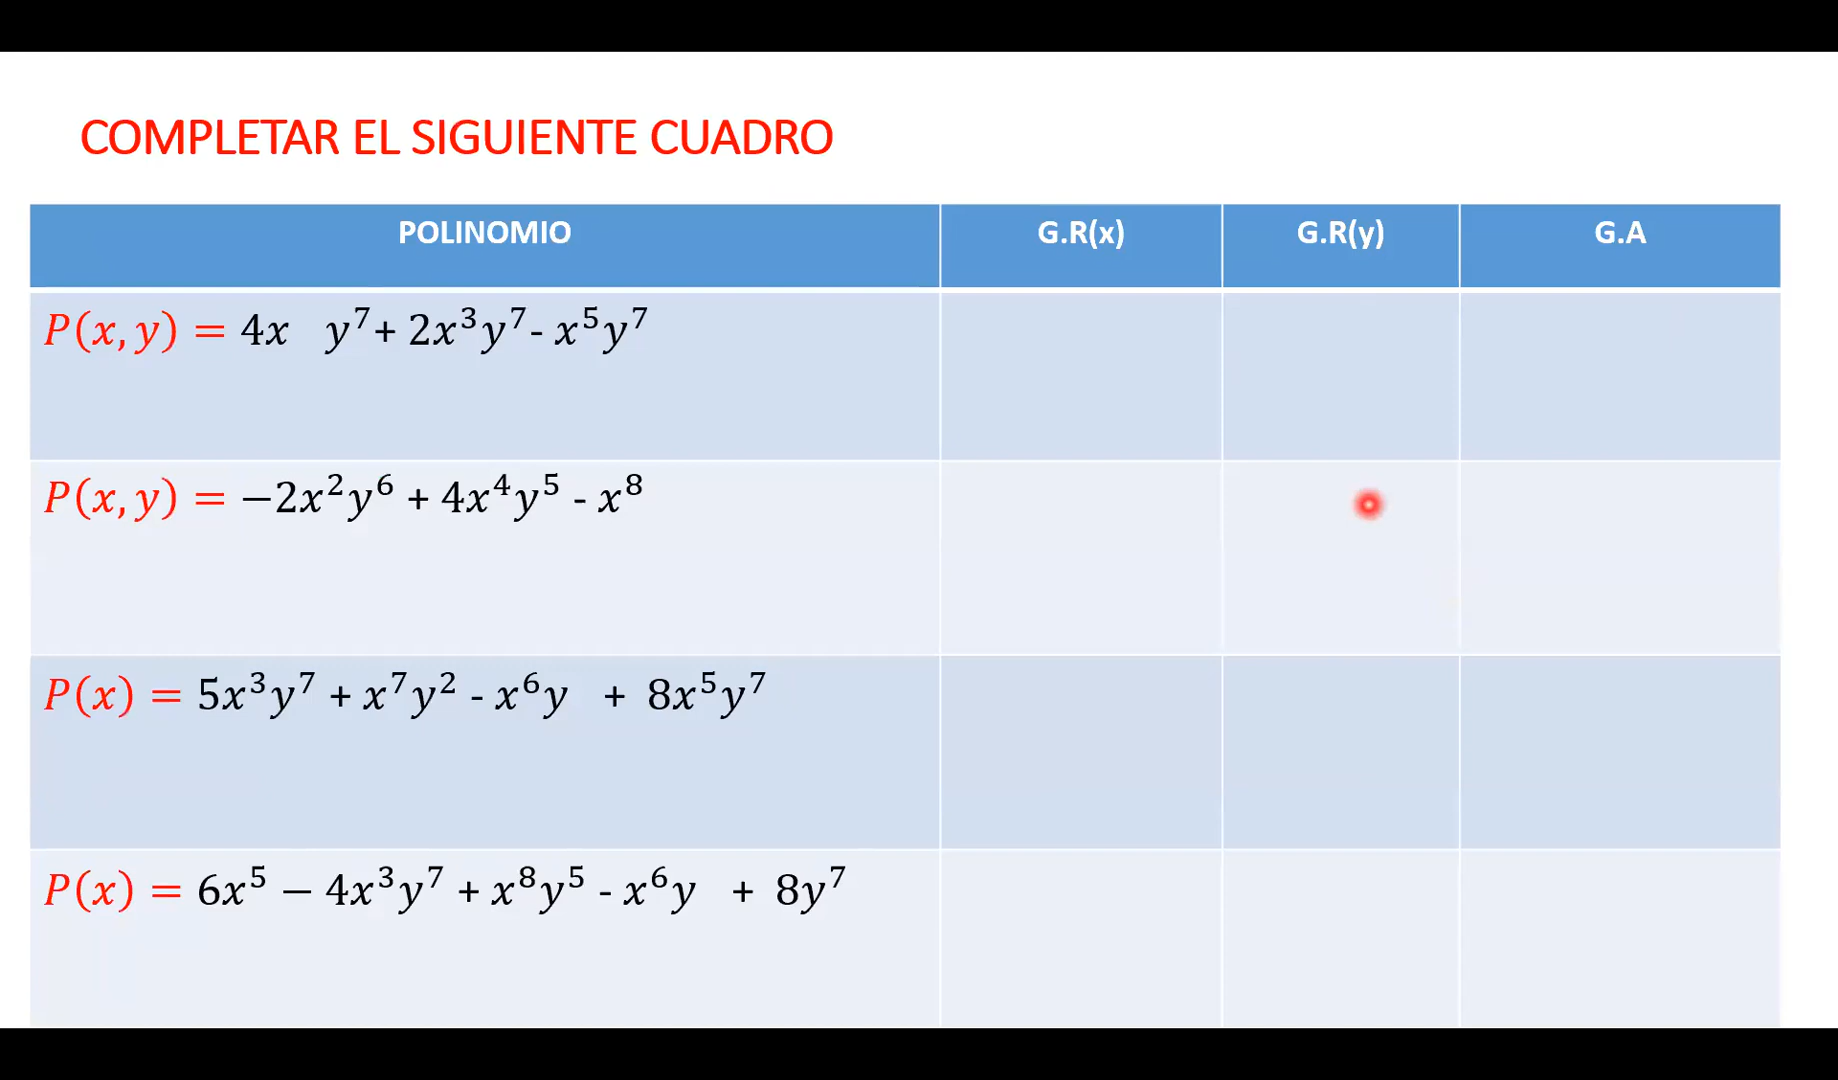 COMPLETAR EL SIGUIENTE CUADRO
POLINOMIO G.R(x) G.R(y) G.A
P(x, y) = 4x y⁷+ 2x³y⁷- x⁵y⁷
P(x, y) = −2x²y⁶ + 4x⁴y⁵ - x⁸
P(x) = 5x³y⁷ + x⁷y² - x⁶y + 8x⁵y⁷
P(x) = 6x⁵ − 4x³y⁷ + x⁸y⁵ - x⁶y + 8y⁷